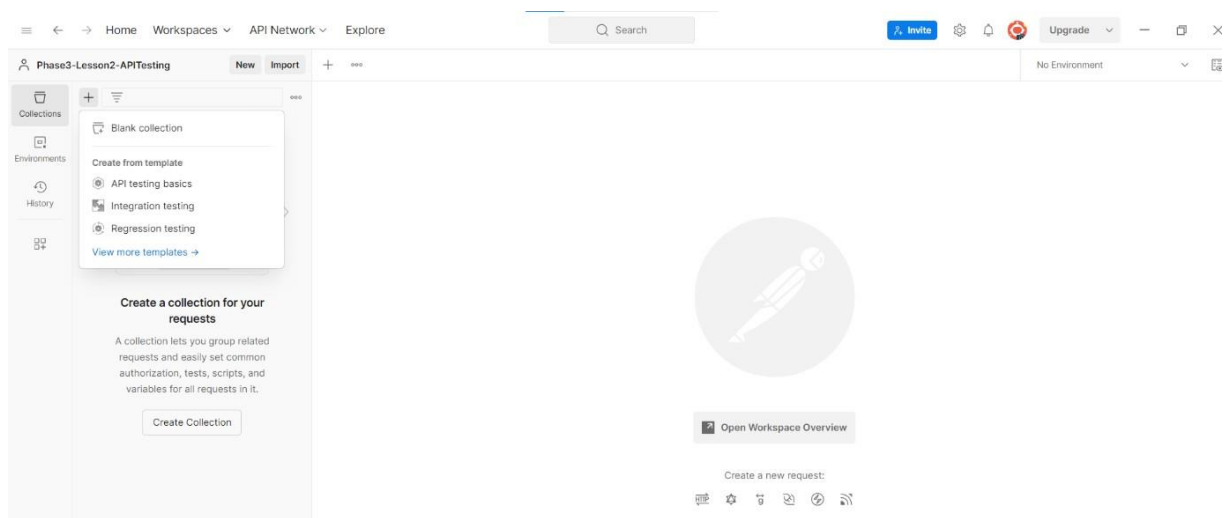 Home Workspaces API Network Explore Search Invite Upgrade
Phase3-Lesson2-APITesting New Import No Environment
Collections
Environments
History
Blank collection
Create from template
API testing basics
Integration testing
Regression testing
View more templates →
Create a collection for your
requests
A collection lets you group related
requests and easily set common
authorization, tests, scripts, and
variables for all requests in it.
Create Collection
Open Workspace Overview
Create a new request:
HTTP